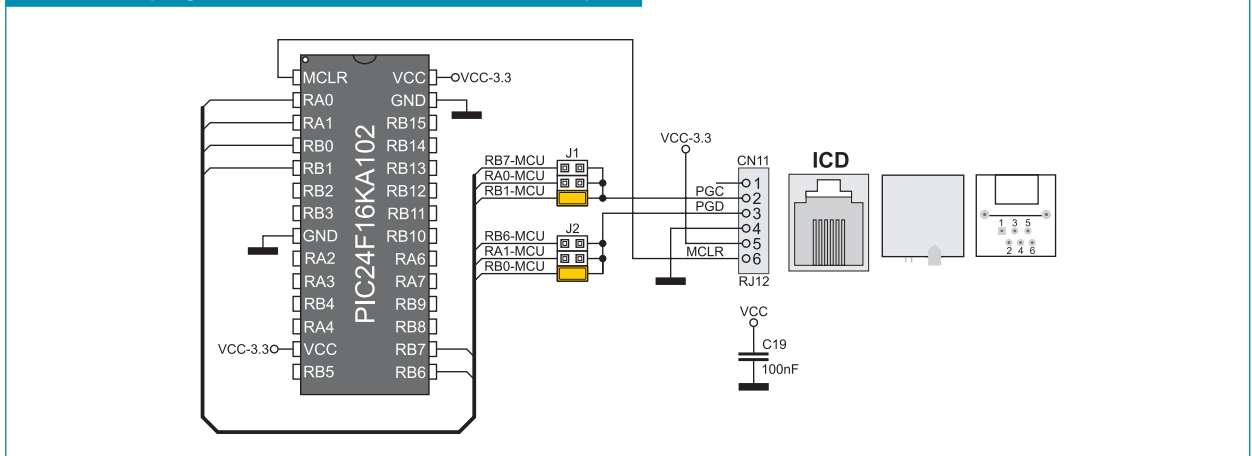 MCLR
RA0
RA1
RB0
RB1
RB2
RB3
GND
RA2
RA3
RB4
RA4
VCC
RB5
VCC-3.3
PIC24F16KA102
VCC
GND
RB15
RB14
RB13
RB12
RB11
RB10
RA6
RA7
RB9
RB8
RB7
RB6
VCC-3.3
J1
RB7-MCU
RA0-MCU
RB1-MCU
J2
RB6-MCU
RA1-MCU
RB0-MCU
VCC-3.3
PGC
PGD
MCLR
CN11
1
2
3
4
5
6
RJ12
VCC
C19
100nF
ICD
1 3 5
2 4 6